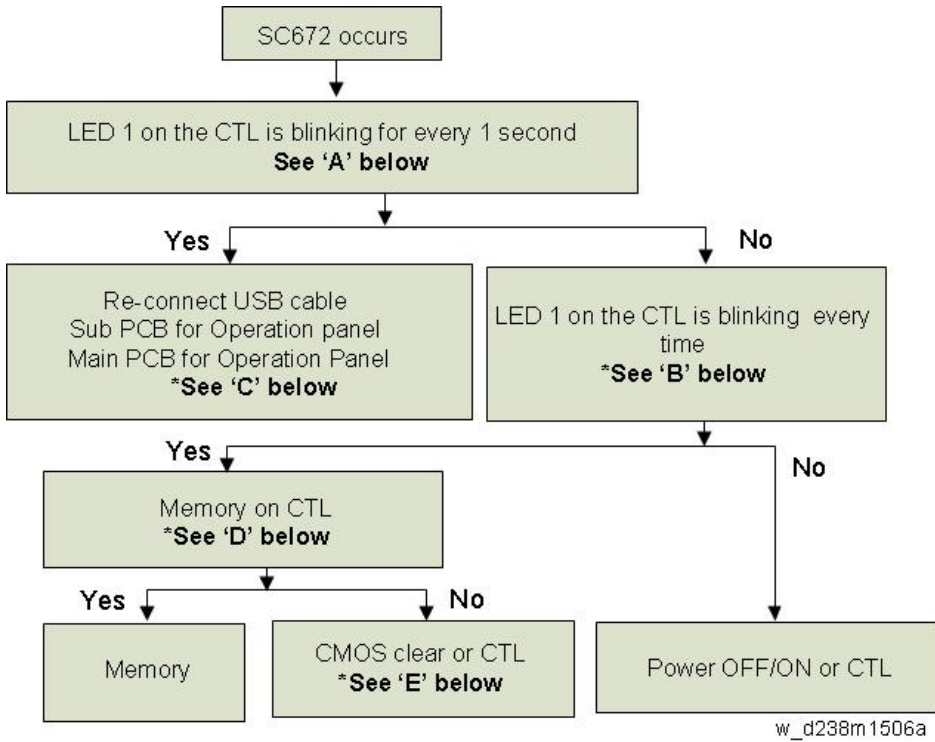 SC672 occurs
LED 1 on the CTL is blinking for every 1 second
See ‘A’ below
Yes
No
Re-connect USB cable
Sub PCB for Operation panel
Main PCB for Operation Panel
*See ‘C’ below
LED 1 on the CTL is blinking every
time
*See ‘B’ below
Yes
No
Memory on CTL
*See ‘D’ below
Yes
No
Memory
CMOS clear or CTL
*See ‘E’ below
Power OFF/ON or CTL
w_d238m1506a